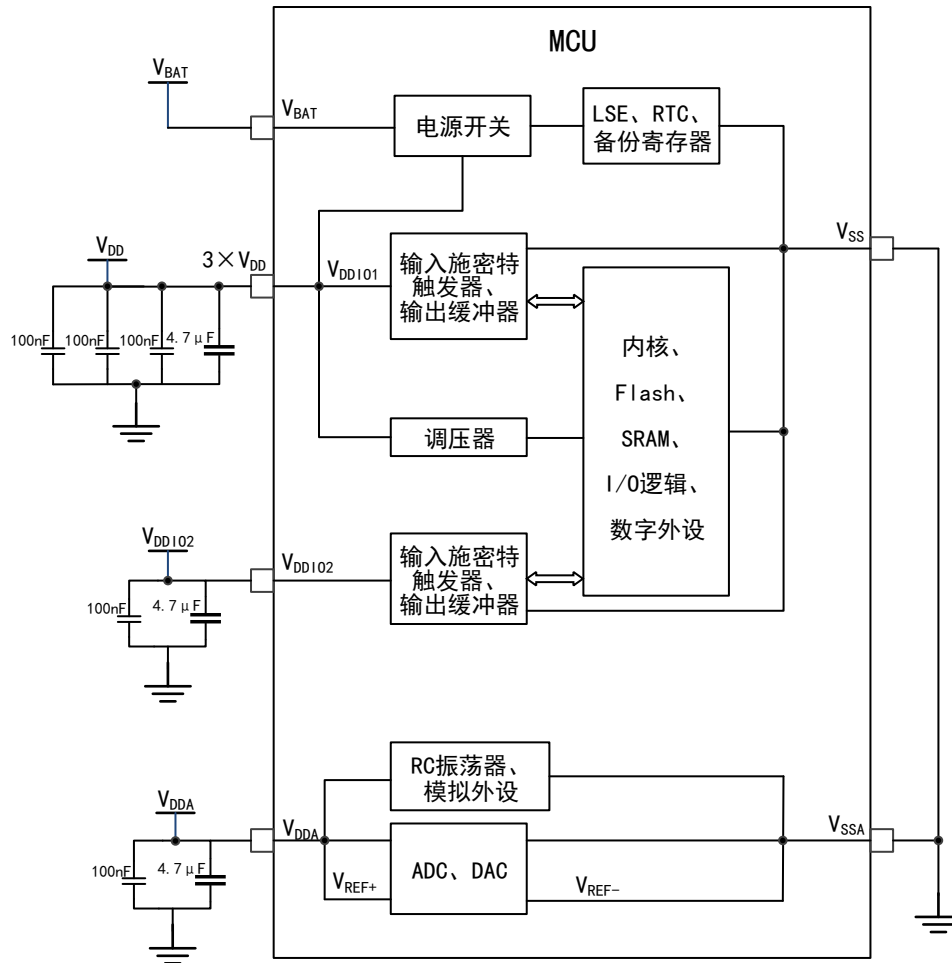 MCU
VBAT
VBAT
电源开关
LSE、RTC、
备份寄存器
VDD
3×VDD
VDDIO1
输入施密特
触发器、
输出缓冲器
VSS
100nF
100nF
100nF
4.7μF
内核、
Flash、
SRAM、
I/O逻辑、
数字外设
调压器
VDDIO2
VDDIO2
输入施密特
触发器、
输出缓冲器
100nF
4.7μF
RC振荡器、
模拟外设
VDDA
VDDA
VSSA
100nF
4.7μF
ADC、DAC
VREF+
VREF-